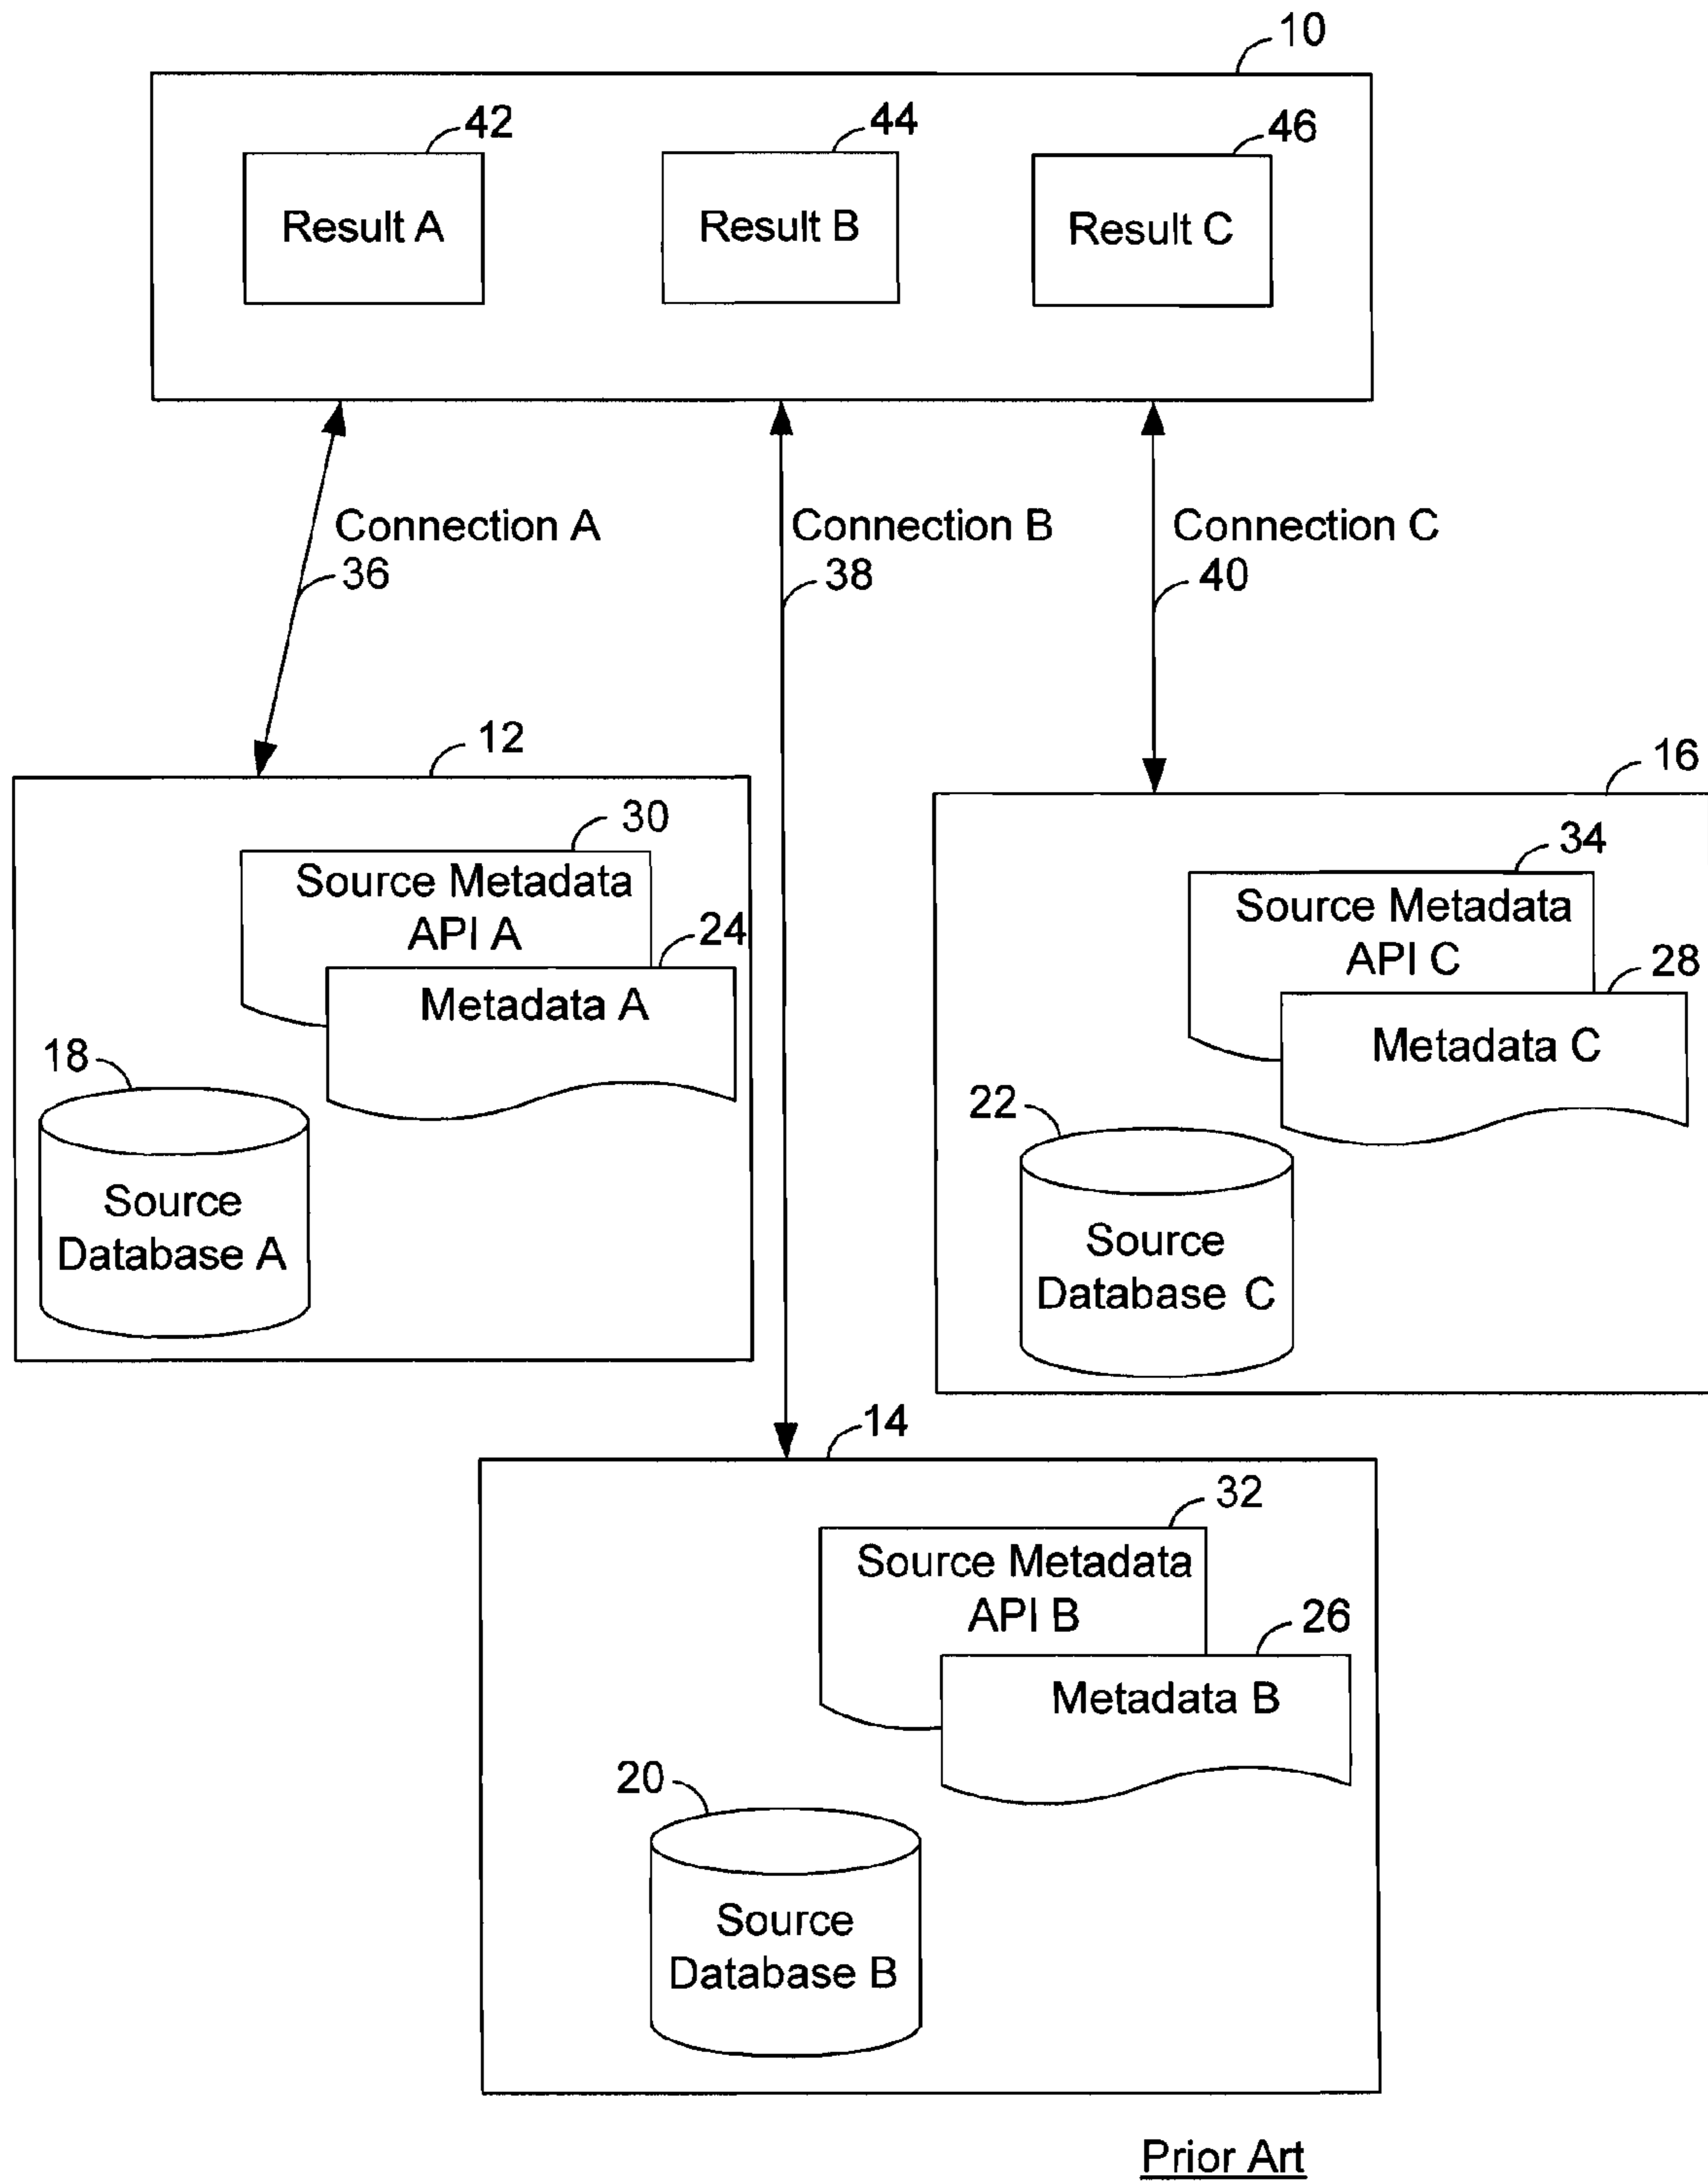 10
42
44
46
Result A
Result B
Result C
Connection A
Connection B
Connection C
36
38
40
12
16
30
34
Source Metadata
API A
24
Source Metadata
API C
28
Metadata A
Metadata C
18
22
Source
Database A
Source
Database C
14
32
Source Metadata
API B
26
Metadata B
20
Source
Database B
Prior Art